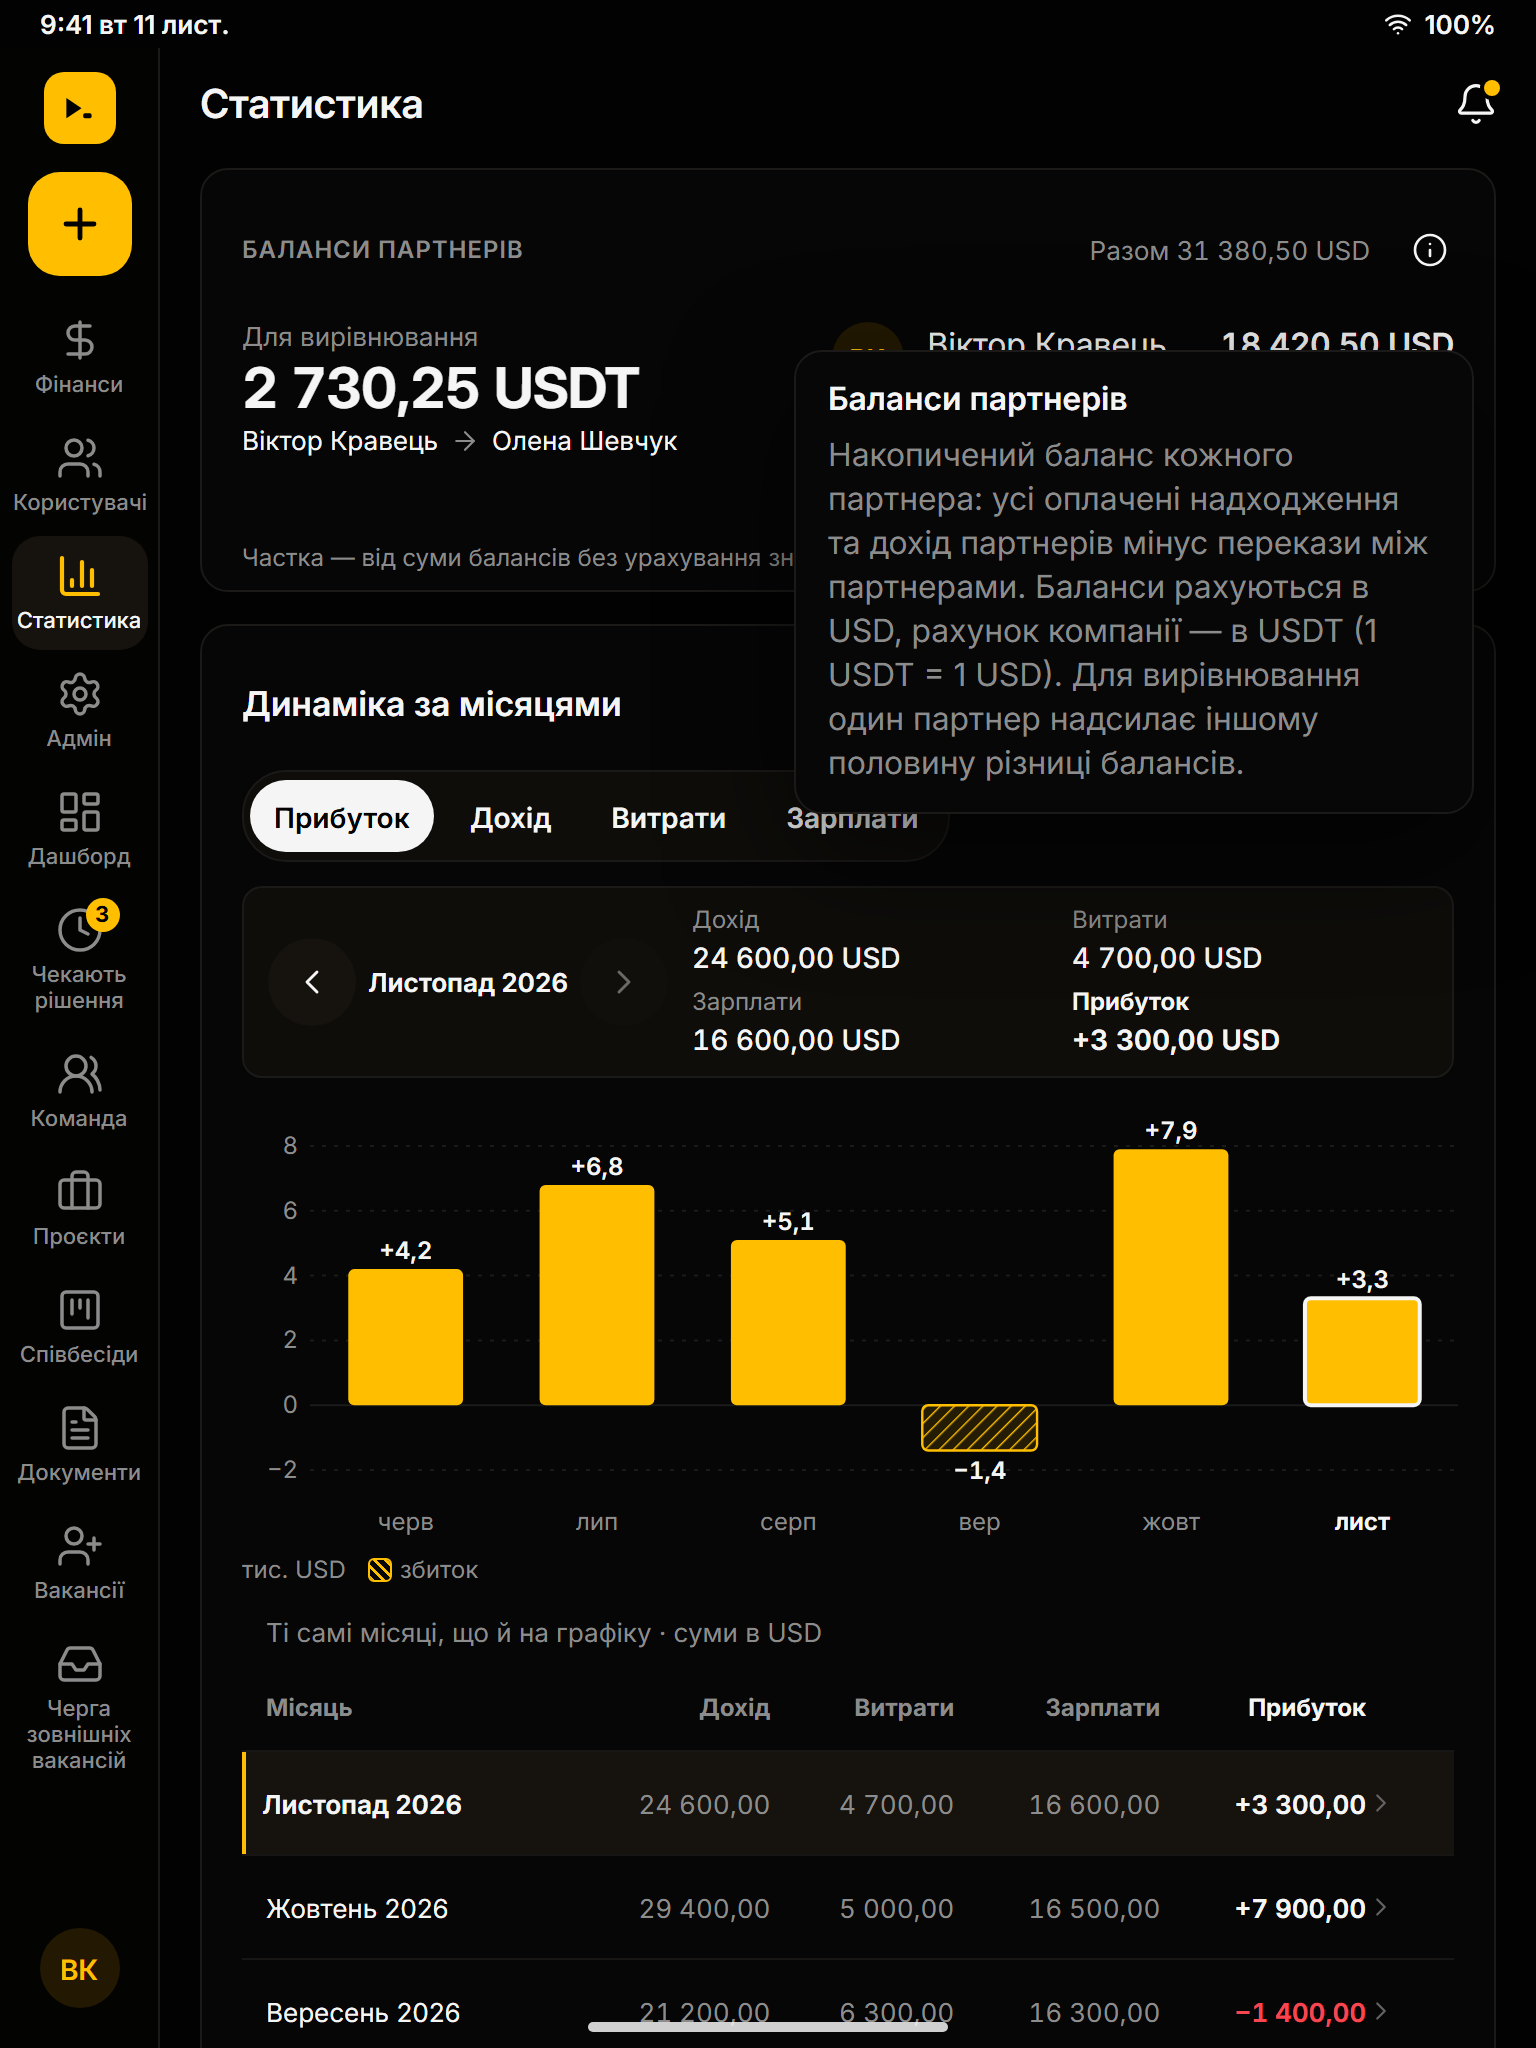 9:41 вт 11 лист.
100%
Статистика
Фінанси
Користувачі
Статистика
Адмін
Дашборд
3
Чекають
рішення
Команда
Проєкти
Співбесіди
Документи
Вакансії
Черга
зовнішніх
вакансій
ВК
БАЛАНСИ ПАРТНЕРІВ
Разом 31 380,50 USD
Для вирівнювання
2 730,25 USDT
Віктор Кравець → Олена Шевчук
Віктор Кравець 18 420,50 USD
Частка — від суми балансів без урахування зн
Баланси партнерів
Накопичений баланс кожного
партнера: усі оплачені надходження
та дохід партнерів мінус перекази між
партнерами. Баланси рахуються в
USD, рахунок компанії — в USDT (1
USDT = 1 USD). Для вирівнювання
один партнер надсилає іншому
половину різниці балансів.
Динаміка за місяцями
Прибуток Дохід Витрати Зарплати
Листопад 2026
Дохід
24 600,00 USD
Витрати
4 700,00 USD
Зарплати
16 600,00 USD
Прибуток
+3 300,00 USD
8
6
4
2
0
−2
+4,2
+6,8
+5,1
−1,4
+7,9
+3,3
черв лип серп вер жовт лист
тис. USD збиток
Ті самі місяці, що й на графіку · суми в USD
Місяць Дохід Витрати Зарплати Прибуток
Листопад 2026 24 600,00 4 700,00 16 600,00 +3 300,00
Жовтень 2026 29 400,00 5 000,00 16 500,00 +7 900,00
Вересень 2026 21 200,00 6 300,00 16 300,00 −1 400,00